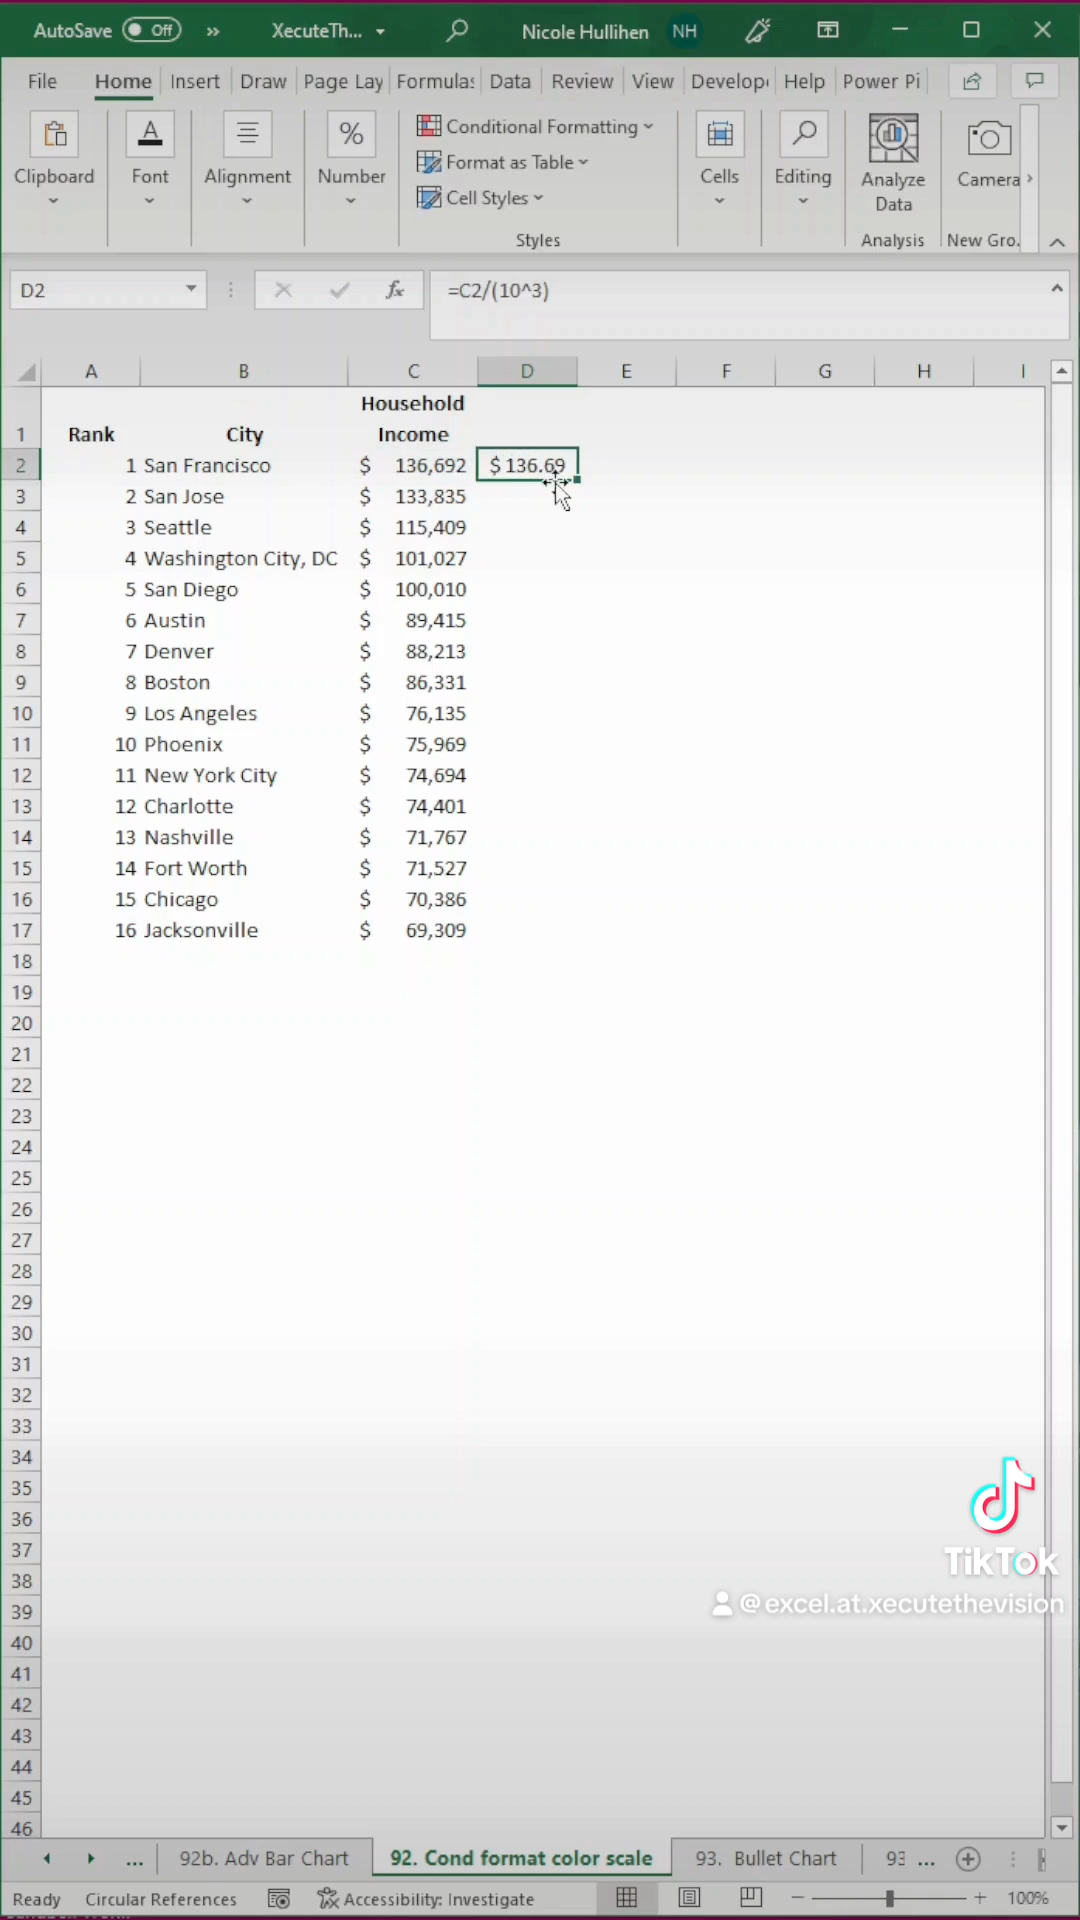 AutoSave Off » XecuteTh... Nicole Hullihen NH
File Home Insert Draw Page Lay Formulas Data Review View Develop Help Power Pi
Clipboard Font Alignment Number
Conditional Formatting
Format as Table
Cell Styles
Styles
Cells Editing Analyze Data Camera
Analysis New Gro.
D2 fx =C2/(10^3)
A B C D E F G H I
1 Rank City Household Income
2 1 San Francisco $ 136,692 $ 136.69
3 2 San Jose $ 133,835
4 3 Seattle $ 115,409
5 4 Washington City, DC $ 101,027
6 5 San Diego $ 100,010
7 6 Austin $ 89,415
8 7 Denver $ 88,213
9 8 Boston $ 86,331
10 9 Los Angeles $ 76,135
11 10 Phoenix $ 75,969
12 11 New York City $ 74,694
13 12 Charlotte $ 74,401
14 13 Nashville $ 71,767
15 14 Fort Worth $ 71,527
16 15 Chicago $ 70,386
17 16 Jacksonville $ 69,309
18
19
20
21
22
23
24
25
26
27
28
29
30
31
32
33
34
35
36
37
38
39
40
41
42
43
44
45
46
TikTok
@excel.at.xecutethevision
... 92b. Adv Bar Chart 92. Cond format color scale 93. Bullet Chart 93 ...
Ready Circular References Accessibility: Investigate 100%